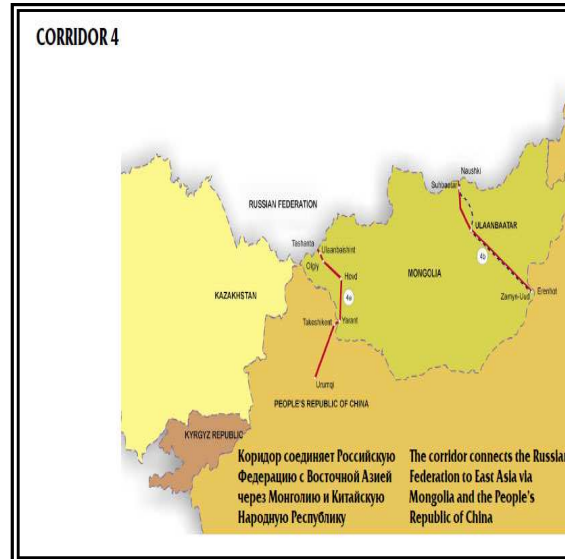 CORRIDOR 4
Naushki
Suhbaatar
RUSSIAN FEDERATION
ULAANBAATAR
Tashanta
Ulaanbaishint
Olgiy
MONGOLIA
4b
Hovd
KAZAKHSTAN
4a
Erenhot
Zamyn-Uud
Takeshikent
Yarant
Urumqi
PEOPLE'S REPUBLIC OF CHINA
KYRGYZ REPUBLIC
Коридор соединяет Российскую
Федерацию с Восточной Азией
через Монголию и Китайскую
Народную Республику
The corridor connects the Russian
Federation to East Asia via
Mongolia and the People's
Republic of China